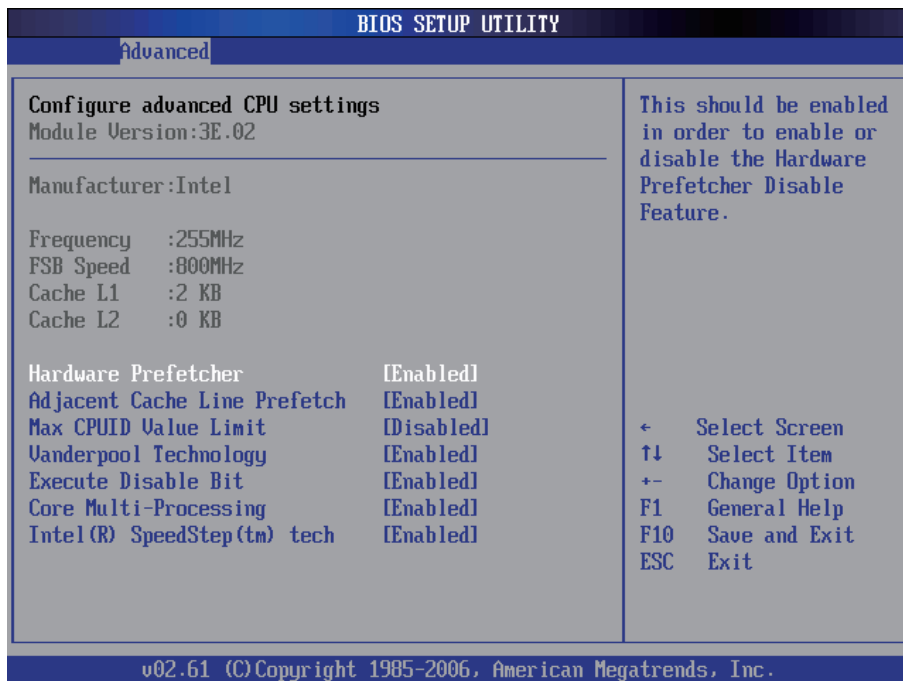 BIOS SETUP UTILITY
Advanced
Configure advanced CPU settings
Module Version:3E.02
Manufacturer:Intel
Frequency :255MHz
FSB Speed :800MHz
Cache L1 :2 KB
Cache L2 :0 KB
Hardware Prefetcher [Enabled]
Adjacent Cache Line Prefetch [Enabled]
Max CPUID Value Limit [Disabled]
Vanderpool Technology [Enabled]
Execute Disable Bit [Enabled]
Core Multi-Processing [Enabled]
Intel(R) SpeedStep(tm) tech [Enabled]
This should be enabled
in order to enable or
disable the Hardware
Prefetcher Disable
Feature.
← Select Screen
↑↓ Select Item
+- Change Option
F1 General Help
F10 Save and Exit
ESC Exit
v02.61 (C)Copyright 1985-2006, American Megatrends, Inc.